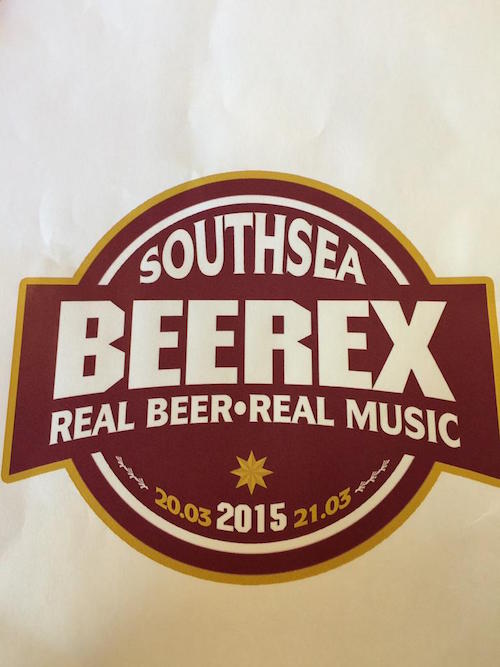 SOUTHSEA
BEEREX
REAL BEER•REAL MUSIC
20.03 2015 21.03